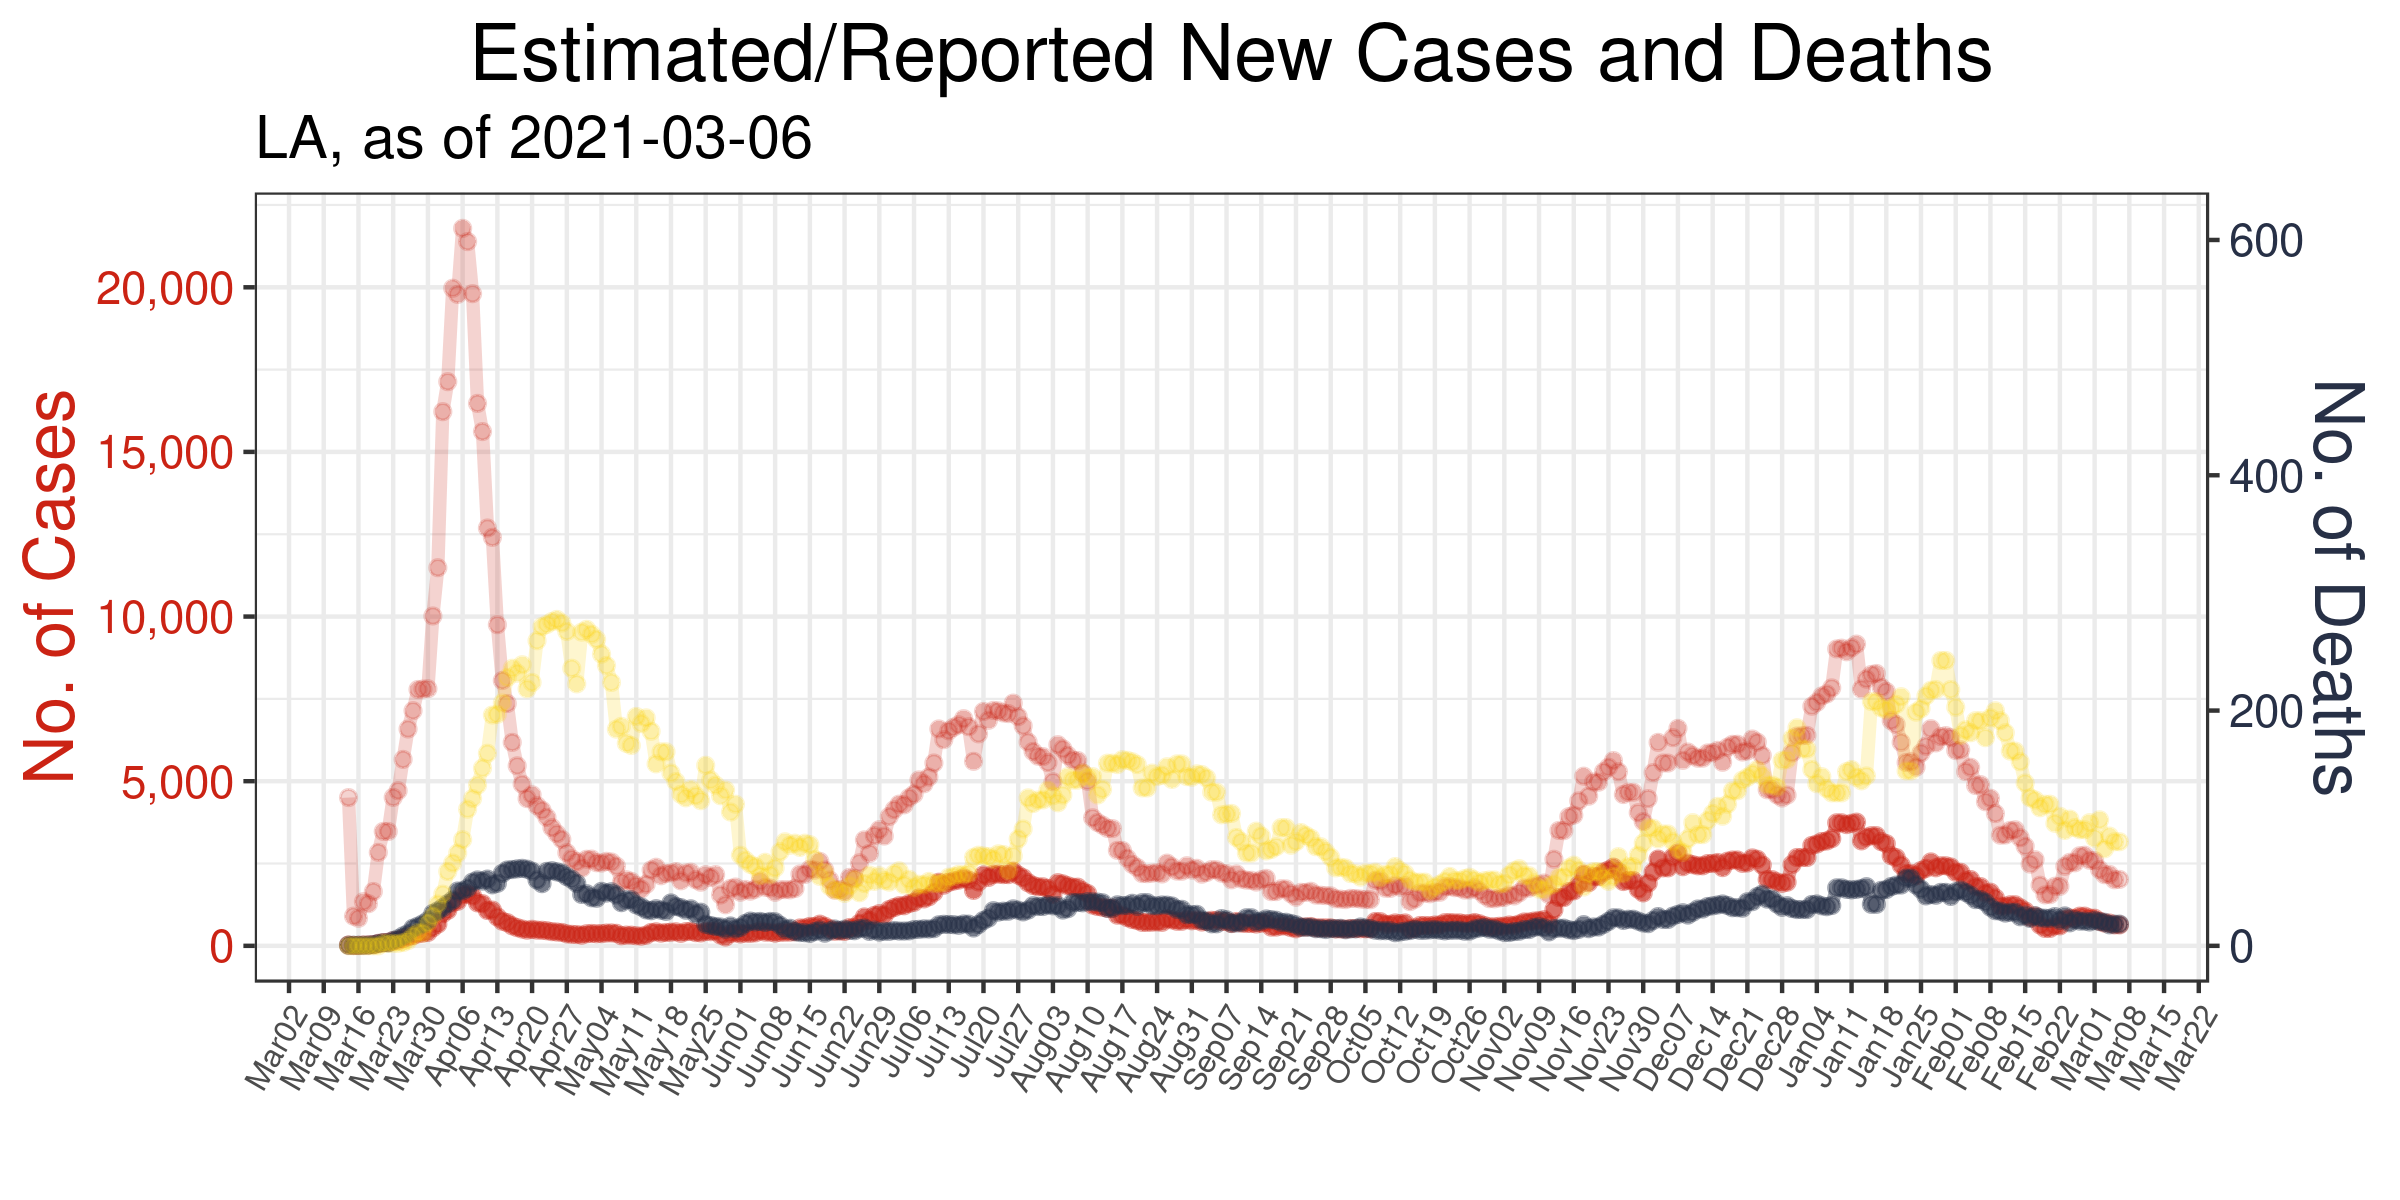 Estimated/Reported New Cases and Deaths
LA, as of 2021-03-06
No. of Cases
20,000
15,000
10,000
5,000
0
600
400
200
0
No. of Deaths
Mar02
Mar09
Mar16
Mar23
Mar30
Apr06
Apr13
Apr20
Apr27
May04
May11
May18
May25
Jun01
Jun08
Jun15
Jun22
Jun29
Jul06
Jul13
Jul20
Jul27
Aug03
Aug10
Aug17
Aug24
Aug31
Sep07
Sep14
Sep21
Sep28
Oct05
Oct12
Oct19
Oct26
Nov02
Nov09
Nov16
Nov23
Nov30
Dec07
Dec14
Dec21
Dec28
Jan04
Jan11
Jan18
Jan25
Feb01
Feb08
Feb15
Feb22
Mar01
Mar08
Mar15
Mar22